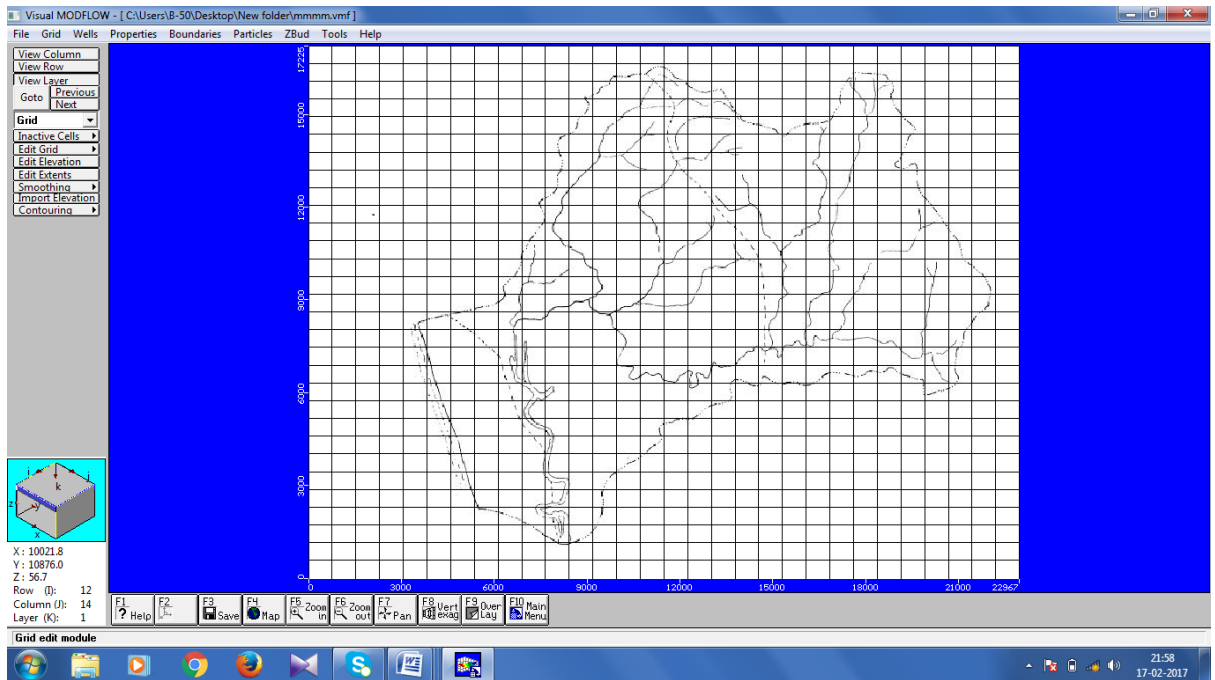 Visual MODFLOW - [ C:\Users\B-50\Desktop\New folder\mmmm.vmf ]
File Grid Wells Properties Boundaries Particles ZBud Tools Help
View Column
View Row
View Layer
Goto Previous
Next
Grid
Inactive Cells
Edit Grid
Edit Elevation
Edit Extents
Smoothing
Import Elevation
Contouring
17225
15000
12000
9000
6000
3000
0
0 3000 6000 9000 12000 15000 18000 21000 22967
i j
k
z y
x
X : 10021.8
Y : 10876.0
Z : 56.7
Row (I): 12
Column (J): 14
Layer (K): 1
F1 ? Help
F2
F3 Save
F4 Map
F5 Zoom in
F6 Zoom out
F7 Pan
F8 Vert exag
F9 Over Lay
F10 Main Menu
Grid edit module
21:58
17-02-2017